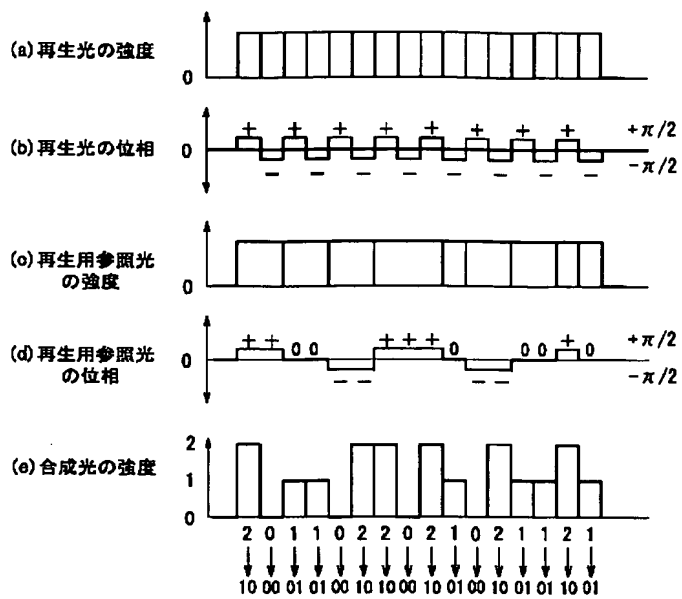 (a)再生光の強度
0
+ + + + + + + + +π/2
(b)再生光の位相 0
− − − − − − − − −π/2
(c)再生用参照光
の強度
0
+ + 0 0 + + + 0 0 0 + 0 +π/2
(d)再生用参照光 0
の位相
− − − − −π/2
2
(e)合成光の強度
1
0
2 0 1 1 0 2 2 0 2 1 0 2 1 1 2 1
10 00 01 01 00 10 10 00 10 01 00 10 01 01 10 01